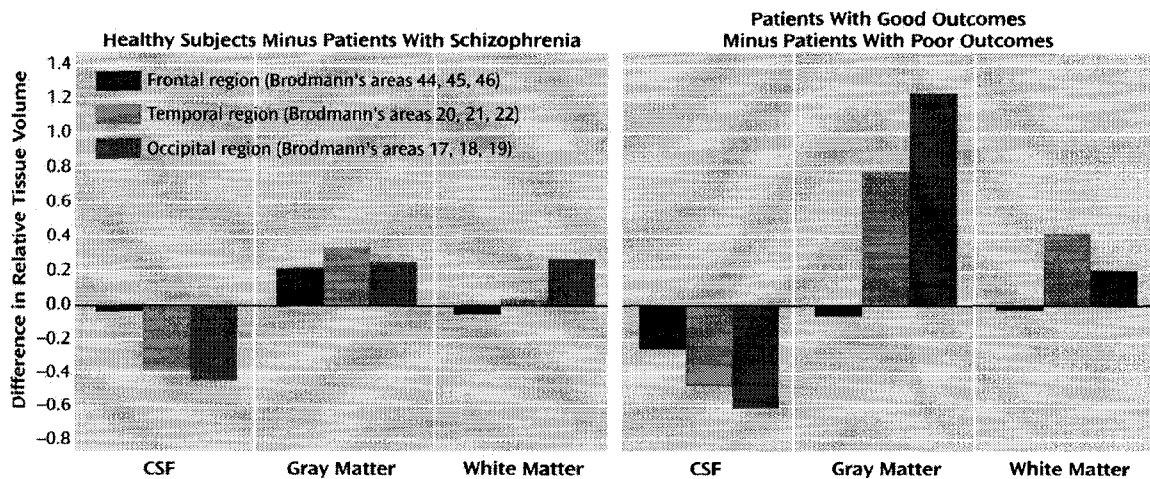 Healthy Subjects Minus Patients With Schizophrenia
Patients With Good Outcomes
Minus Patients With Poor Outcomes
Difference in Relative Tissue Volume
1.4
1.2
1.0
0.8
0.6
0.4
0.2
0.0
−0.2
−0.4
−0.6
−0.8
Frontal region (Brodmann's areas 44, 45, 46)
Temporal region (Brodmann's areas 20, 21, 22)
Occipital region (Brodmann's areas 17, 18, 19)
CSF
Gray Matter
White Matter
CSF
Gray Matter
White Matter